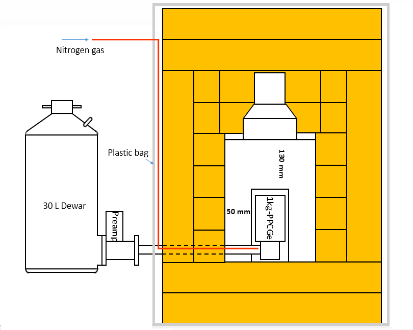 Nitrogen gas
Plastic bag
30 L Dewar
Preamp
130 mm
50 mm
1kg-PPCGe